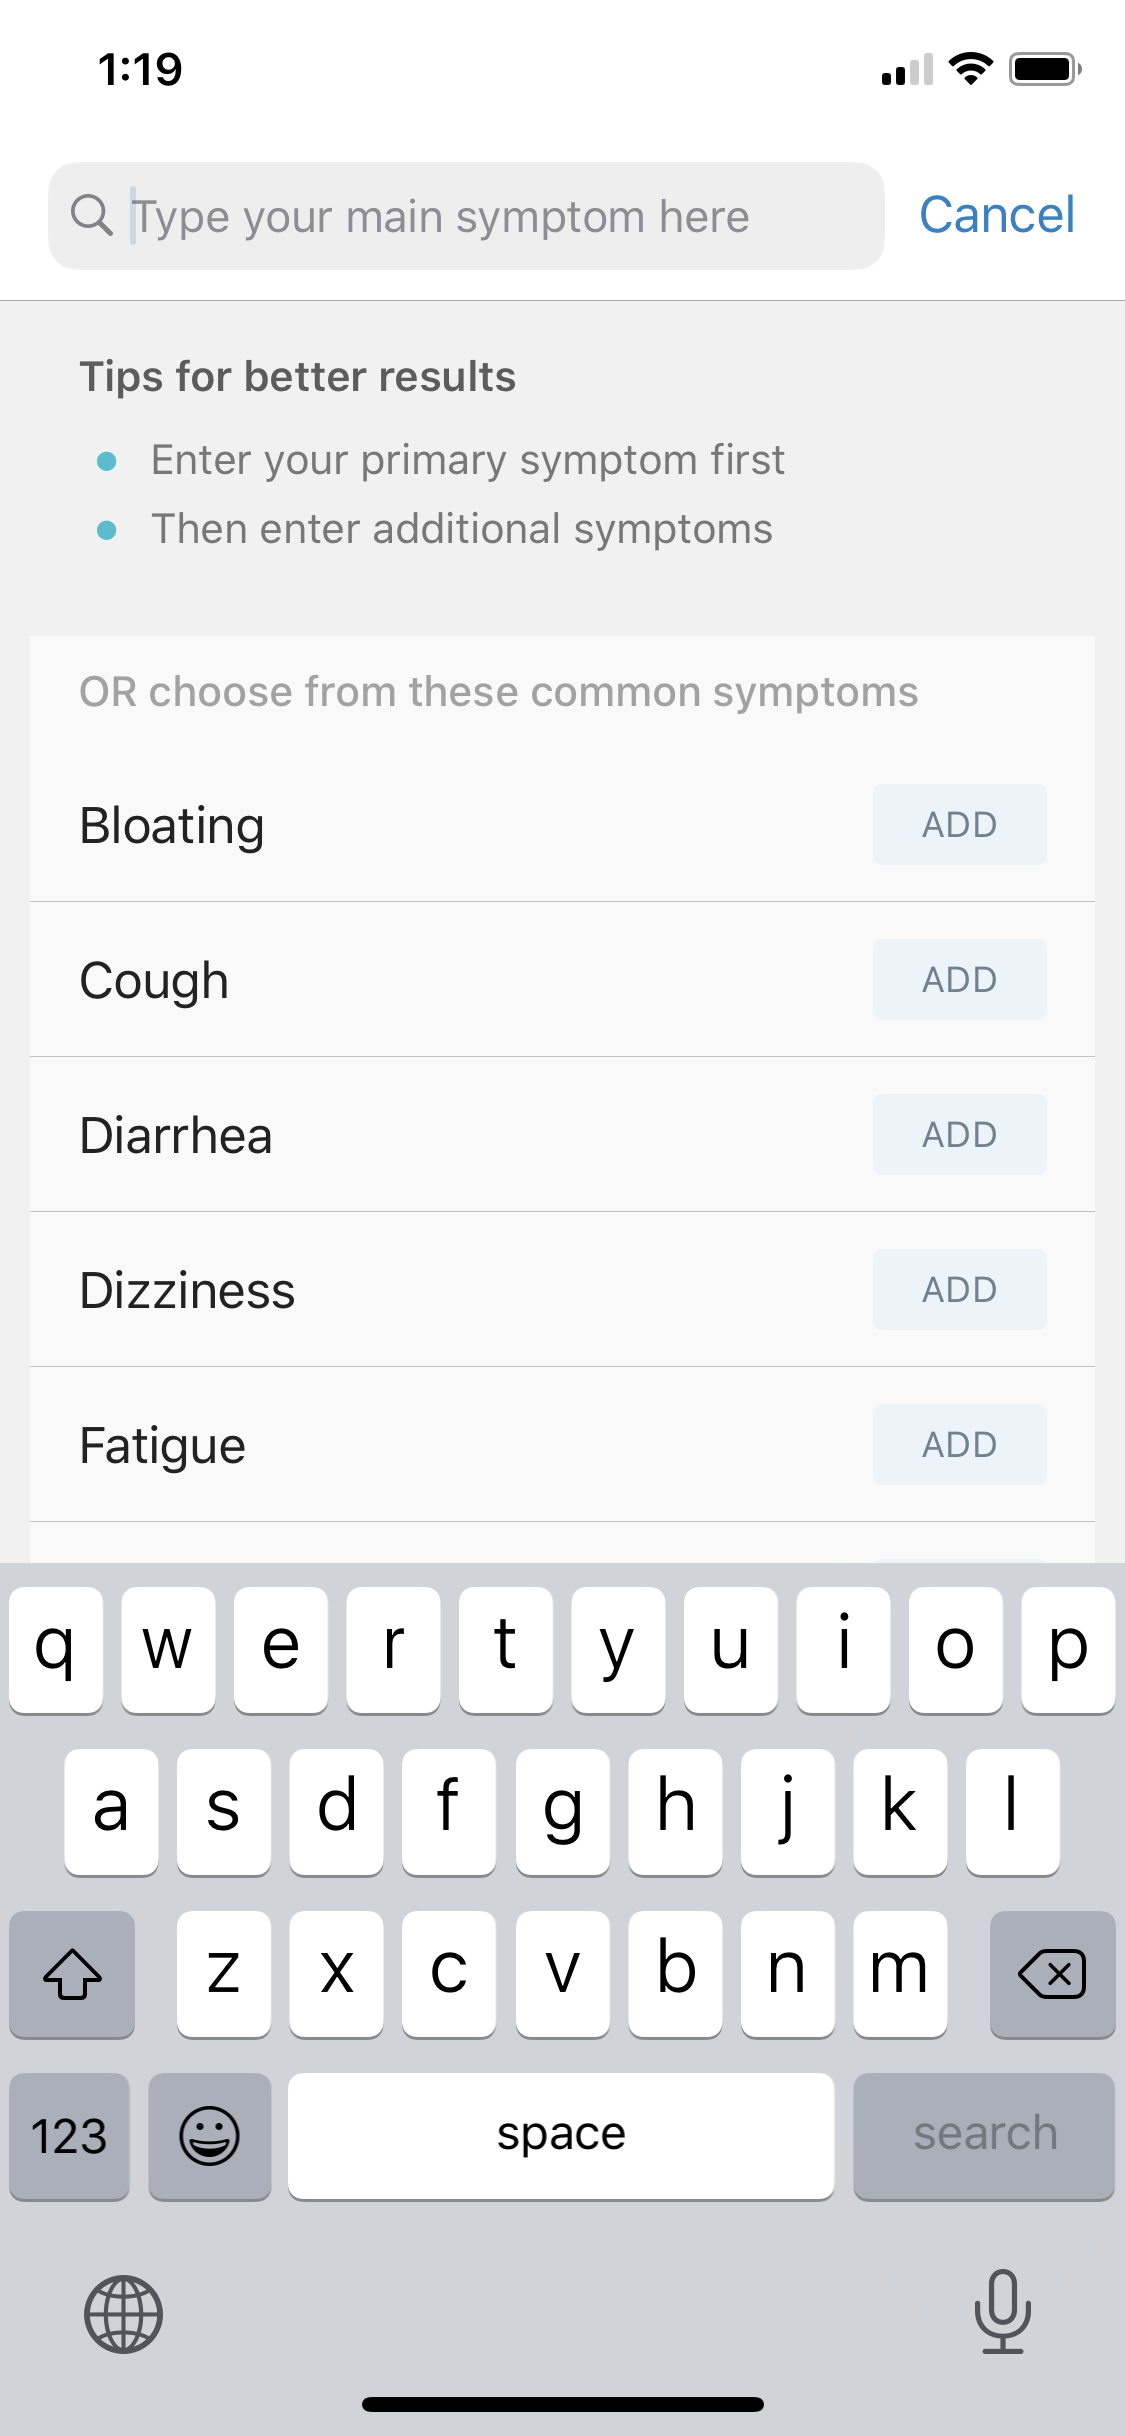 1:19
Type your main symptom here
Cancel
Tips for better results
Enter your primary symptom first
Then enter additional symptoms
OR choose from these common symptoms
Bloating ADD
Cough ADD
Diarrhea ADD
Dizziness ADD
Fatigue ADD
q w e r t y u i o p
a s d f g h j k l
z x c v b n m
123 space search